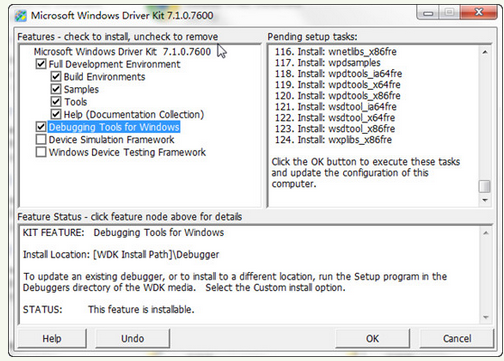 Microsoft Windows Driver Kit 7.1.0.7600
Features - check to install, uncheck to remove
Microsoft Windows Driver Kit 7.1.0.7600
Full Development Environment
Build Environments
Samples
Tools
Help (Documentation Collection)
Debugging Tools for Windows
Device Simulation Framework
Windows Device Testing Framework
Pending setup tasks:
116. Install: wnetlibs_x86fre
117. Install: wpdsamples
118. Install: wpdtools_ia64fre
119. Install: wpdtools_x64fre
120. Install: wpdtools_x86fre
121. Install: wsdtool_ia64fre
122. Install: wsdtool_x64fre
123. Install: wsdtool_x86fre
124. Install: wxplibs_x86fre
Click the OK button to execute these tasks
and update the configuration of this
computer.
Feature Status - click feature node above for details
KIT FEATURE: Debugging Tools for Windows
Install Location: [WDK Install Path]\Debugger
To update an existing debugger, or to install to a different location, run the Setup program in the
Debuggers directory of the WDK media. Select the Custom install option.
STATUS: This feature is installable.
Help
Undo
OK
Cancel